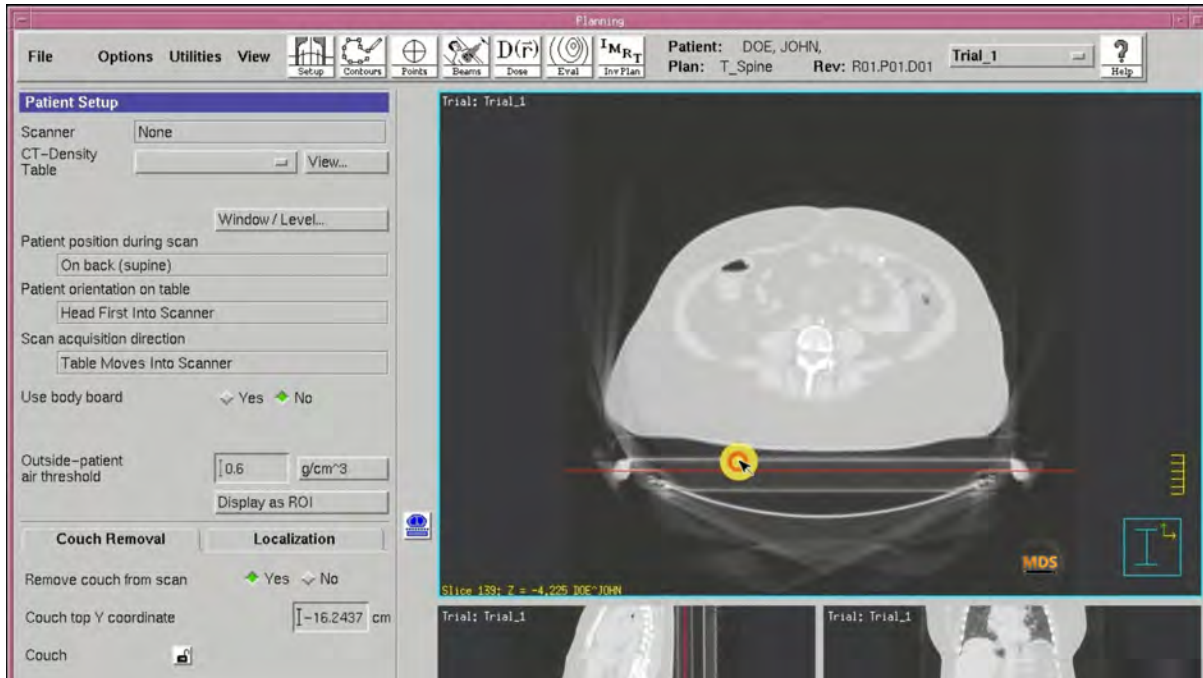 Planning
File Options Utilities View Setup Contours Points Beams D(r⃗) Dose Eval IMRT Inv Plan
Patient: DOE, JOHN,
Plan: T_Spine Rev: R01.P01.D01
Trial_1
? Help
Patient Setup
Scanner None
CT-Density
Table
View...
Window / Level...
Patient position during scan
On back (supine)
Patient orientation on table
Head First Into Scanner
Scan acquisition direction
Table Moves Into Scanner
Use body board Yes No
Outside-patient
air threshold
0.6 g/cm^3
Display as ROI
Couch Removal Localization
Remove couch from scan Yes No
Couch top Y coordinate -16.2437 cm
Couch
Trial: Trial_1
MDS
Slice 139: Z = -4.225 DOE^JOHN
Trial: Trial_1
Trial: Trial_1